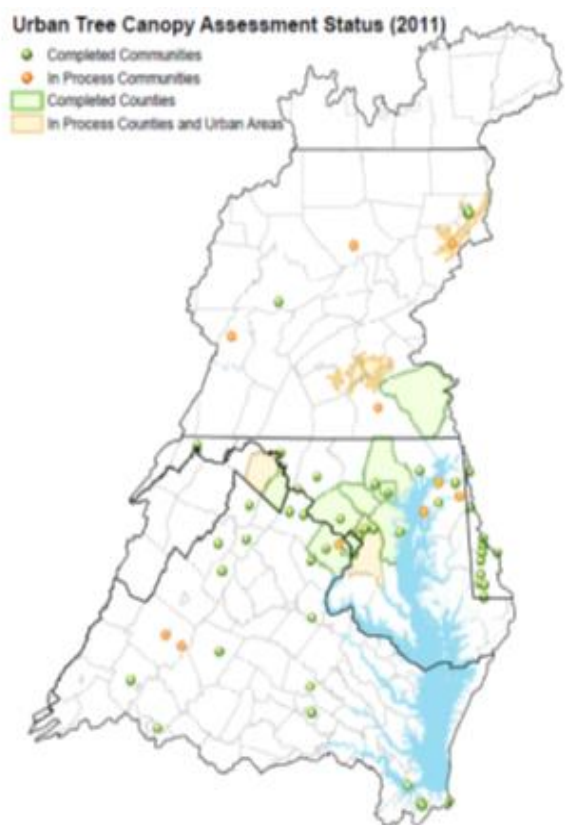 Urban Tree Canopy Assessment Status (2011)
Completed Communities
In Process Communities
Completed Counties
In Process Counties and Urban Areas